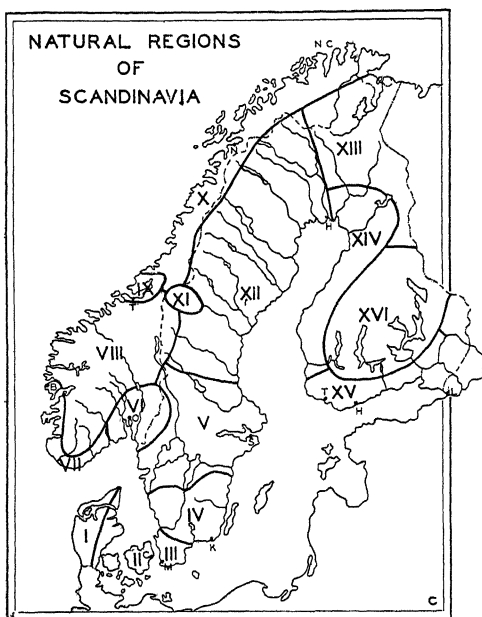 NATURAL REGIONS
OF
SCANDINAVIA
N C
XIII
N
X
H
XIV
IX
T
XI
XII
XVI
VIII
B
VI
O
V
S
XV
T
H
L
VII
IV
I
II
C
III
M
K
C